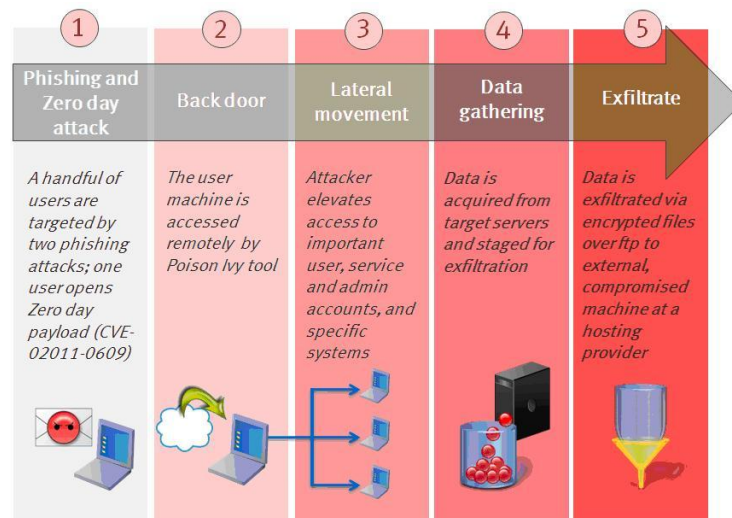 1
Phishing and
Zero day
attack
A handful of
users are
targeted by
two phishing
attacks; one
user opens
Zero day
payload (CVE-
02011-0609)
2
Back door
The user
machine is
accessed
remotely by
Poison Ivy tool
3
Lateral
movement
Attacker
elevates
access to
important
user, service
and admin
accounts, and
specific
systems
4
Data
gathering
Data is
acquired from
target servers
and staged for
exfiltration
5
Exfiltrate
Data is
exfiltrated via
encrypted files
over ftp to
external,
compromised
machine at a
hosting
provider